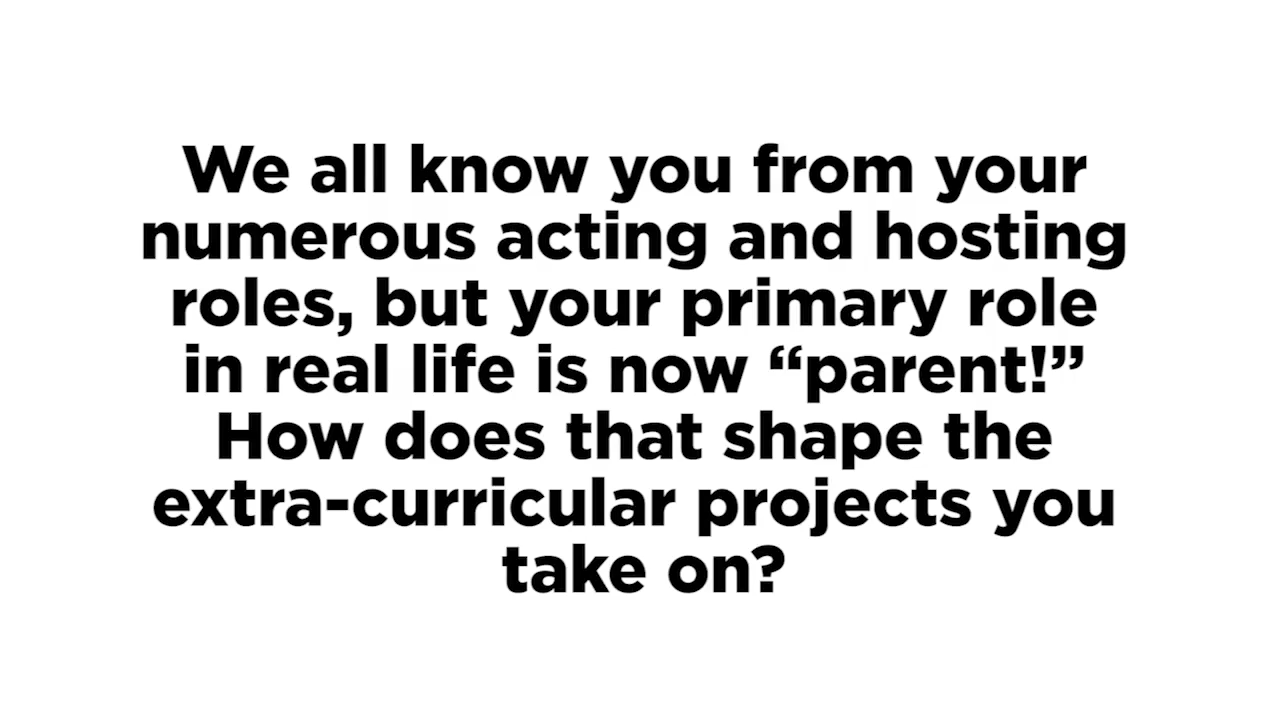 We all know you from your
numerous acting and hosting
roles, but your primary role
in real life is now “parent!”
How does that shape the
extra-curricular projects you
take on?